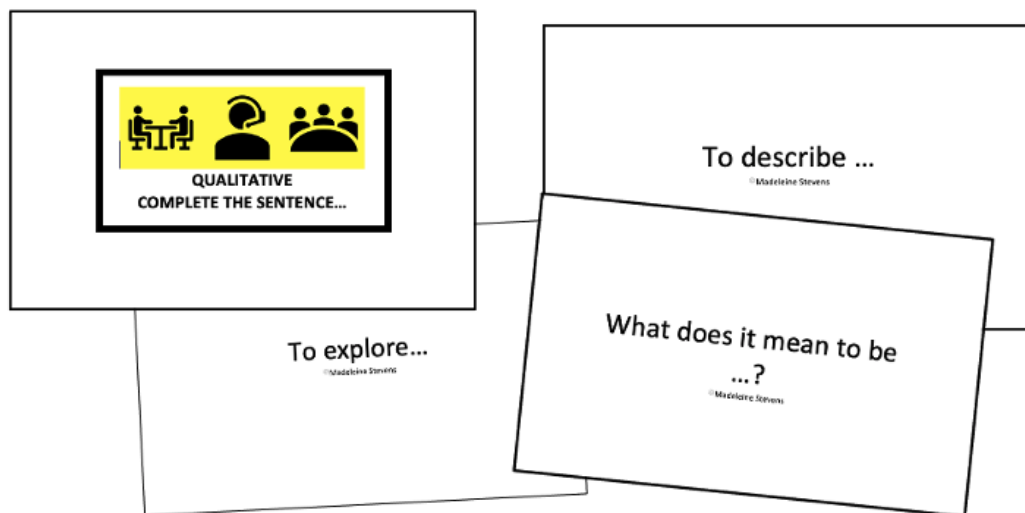 QUALITATIVE
COMPLETE THE SENTENCE...
To describe ...
©Madeleine Stevens
To explore...
©Madeleine Stevens
What does it mean to be
...?
©Madeleine Stevens